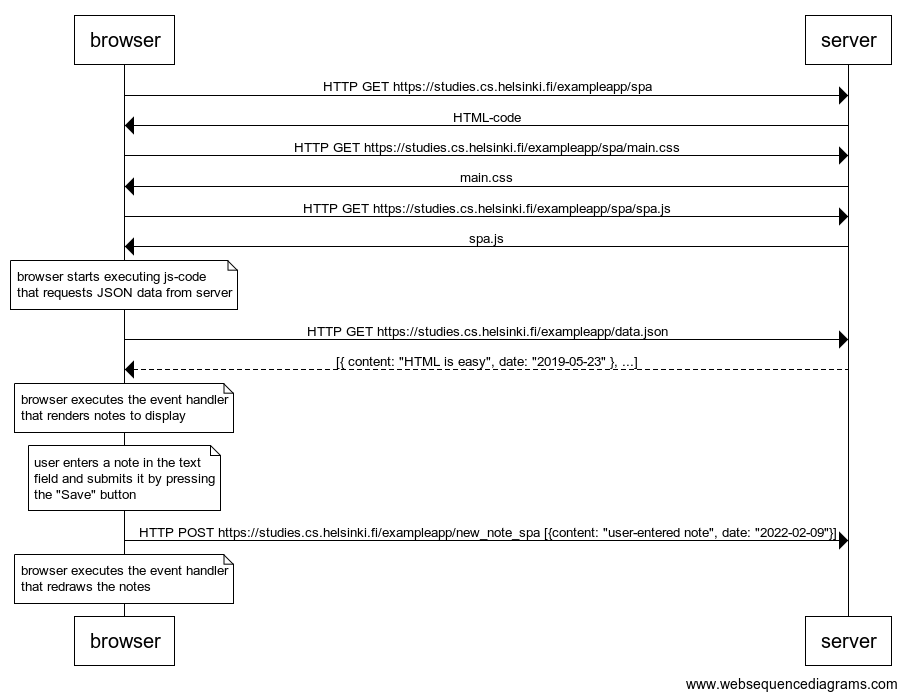 browser
server
HTTP GET https://studies.cs.helsinki.fi/exampleapp/spa
HTML-code
HTTP GET https://studies.cs.helsinki.fi/exampleapp/spa/main.css
main.css
HTTP GET https://studies.cs.helsinki.fi/exampleapp/spa/spa.js
spa.js
browser starts executing js-code
that requests JSON data from server
HTTP GET https://studies.cs.helsinki.fi/exampleapp/data.json
[{ content: "HTML is easy", date: "2019-05-23" }, ...]
browser executes the event handler
that renders notes to display
user enters a note in the text
field and submits it by pressing
the "Save" button
HTTP POST https://studies.cs.helsinki.fi/exampleapp/new_note_spa [{content: "user-entered note", date: "2022-02-09"}]
browser executes the event handler
that redraws the notes
browser
server
www.websequencediagrams.com